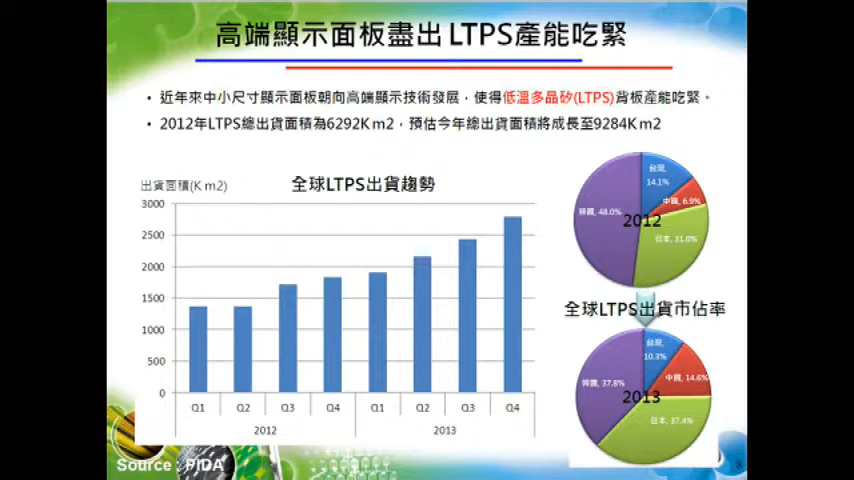 高端顯示面板盡出LTPS產能吃緊
• 近年來中小尺寸顯示面板朝向高端顯示技術發展，使得低溫多晶矽(LTPS)背板產能吃緊。
• 2012年LTPS總出貨面積為6292K m2，預估今年總出貨面積將成長至9284K m2
出貨面積(K m2)
全球LTPS出貨趨勢
3000
2500
2000
1500
1000
500
0
Q1 Q2 Q3 Q4 Q1 Q2 Q3 Q4
2012 2013
台灣, 14.1%
中國, 6.9%
日本, 31.0%
韓國, 48.0%
2012
全球LTPS出貨市佔率
台灣, 10.3%
中國, 14.6%
日本, 37.4%
韓國, 37.8%
2013
Source : PIDA